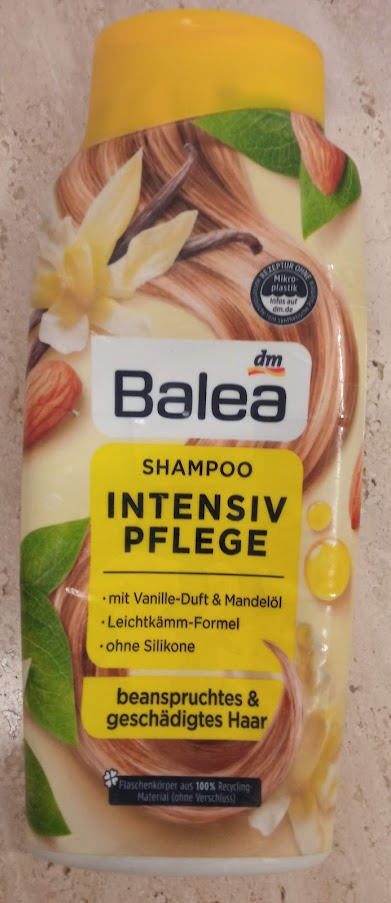 REZEPTUR OHNE
Mikro-
plastik
Infos auf
dm.de
dm
Balea
SHAMPOO
INTENSIV
PFLEGE
· mit Vanille-Duft & Mandelöl
· Leichtkämm-Formel
· ohne Silikone
beanspruchtes &
geschädigtes Haar
Flaschenkörper aus 100% Recycling
Material (ohne Verschluss)